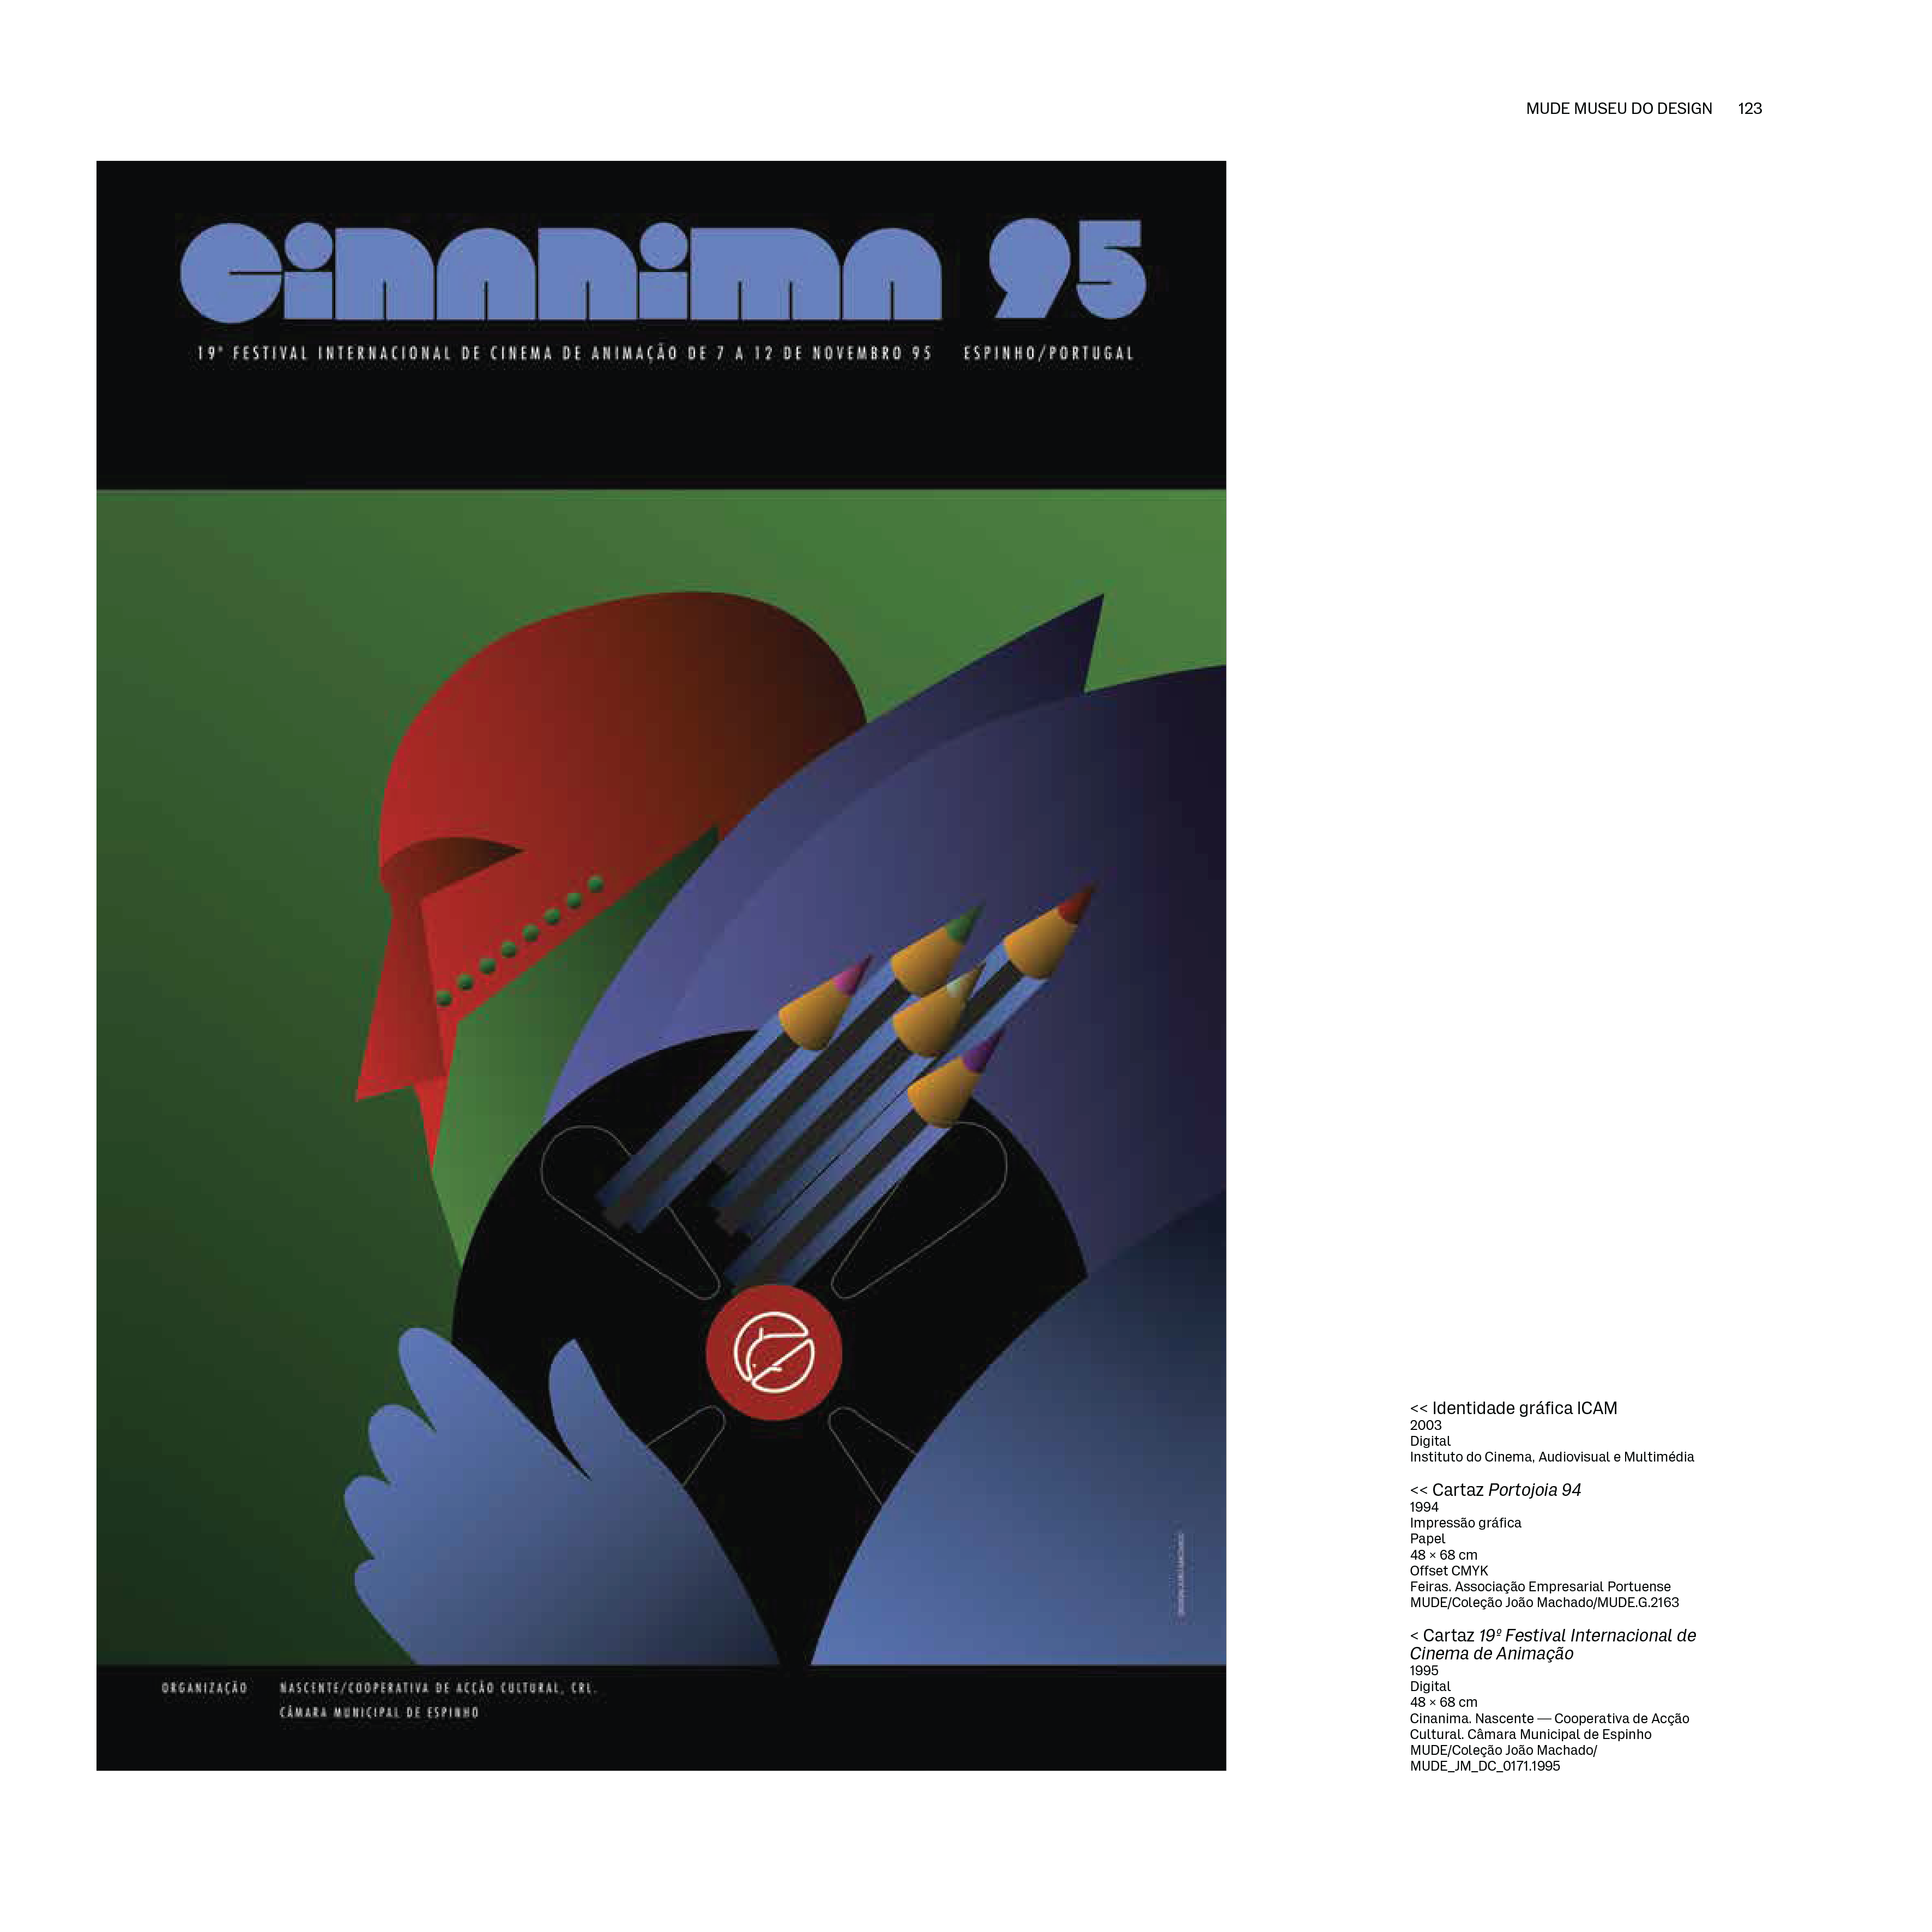 MUDE MUSEU DO DESIGN 123
cinanima 95
19º FESTIVAL INTERNACIONAL DE CINEMA DE ANIMAÇÃO DE 7 A 12 DE NOVEMBRO 95 ESPINHO/PORTUGAL
ORGANIZAÇÃO NASCENTE/COOPERATIVA DE ACÇÃO CULTURAL, CRL.
CÂMARA MUNICIPAL DE ESPINHO
<< Identidade gráfica ICAM
2003
Digital
Instituto do Cinema, Audiovisual e Multimédia
<< Cartaz Portojoia 94
1994
Impressão gráfica
Papel
48 × 68 cm
Offset CMYK
Feiras. Associação Empresarial Portuense
MUDE/Coleção João Machado/MUDE.G.2163
< Cartaz 19º Festival Internacional de
Cinema de Animação
1995
Digital
48 × 68 cm
Cinanima. Nascente — Cooperativa de Acção
Cultural. Câmara Municipal de Espinho
MUDE/Coleção João Machado/
MUDE_JM_DC_0171.1995